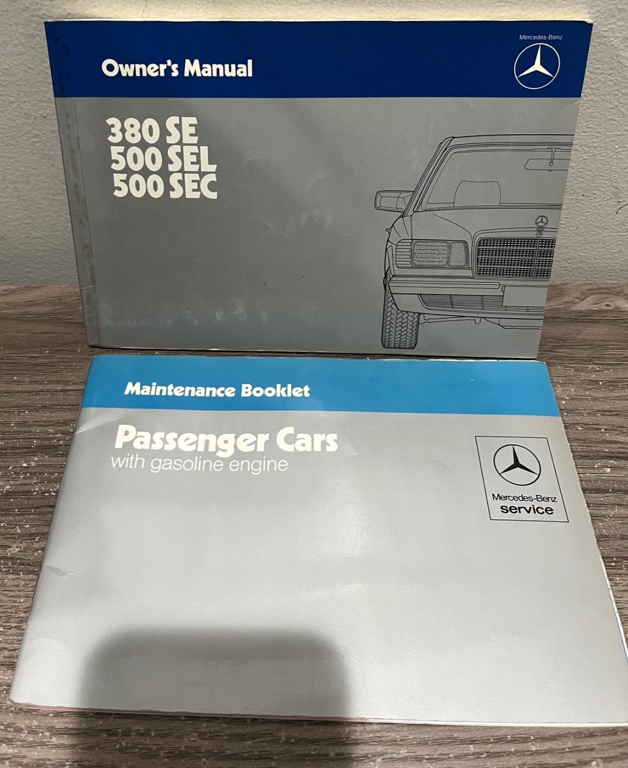 Mercedes-Benz
Owner's Manual
380 SE
500 SEL
500 SEC
Maintenance Booklet
Passenger Cars
with gasoline engine
Mercedes-Benz
service